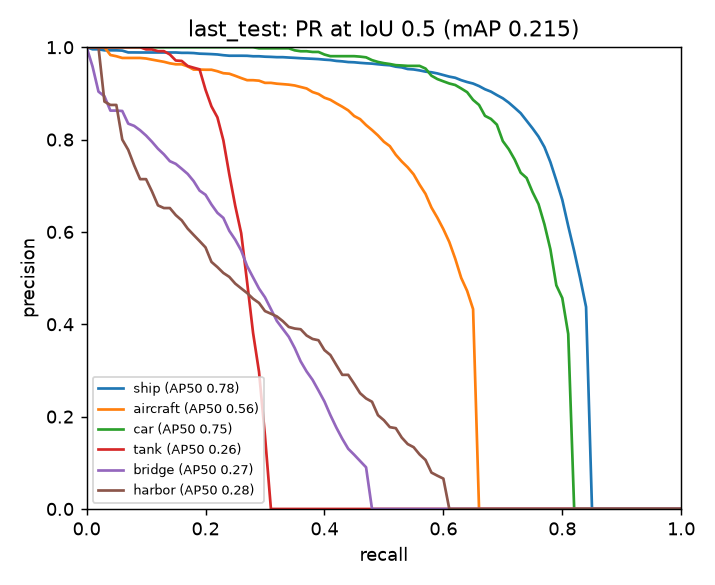 last_test: PR at IoU 0.5 (mAP 0.215)
1.0
0.8
0.6
0.4
0.2
0.0
precision
ship (AP50 0.78)
aircraft (AP50 0.56)
car (AP50 0.75)
tank (AP50 0.26)
bridge (AP50 0.27)
harbor (AP50 0.28)
0.0 0.2 0.4 0.6 0.8 1.0
recall